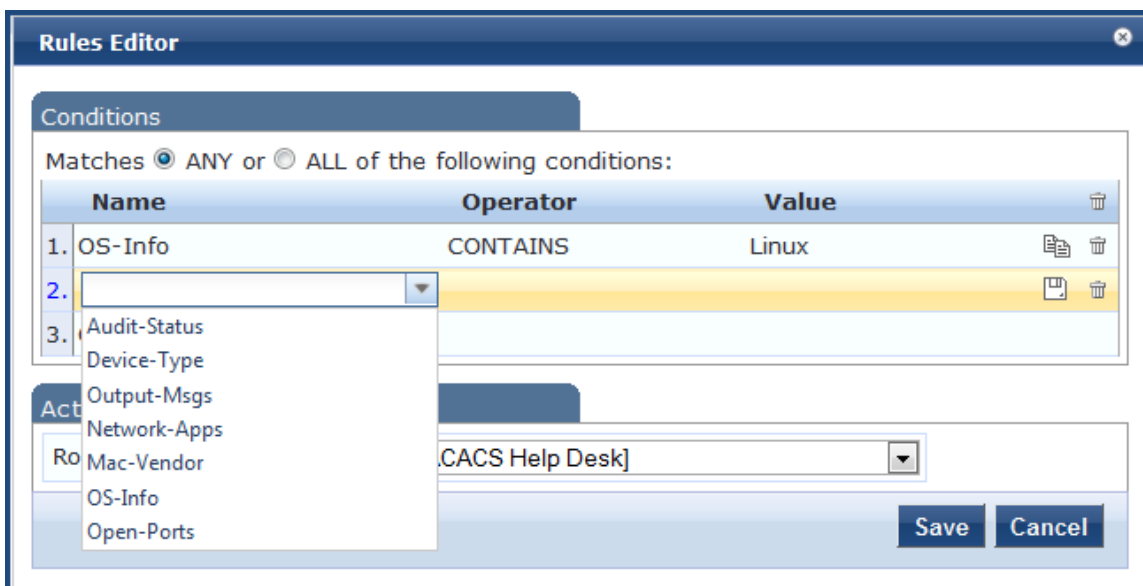 Rules Editor
Conditions
Matches ANY or ALL of the following conditions:
Name Operator Value
1. OS-Info CONTAINS Linux
2.
3.
Audit-Status
Device-Type
Output-Msgs
Network-Apps
Mac-Vendor
OS-Info
Open-Ports
Act
Ro CACS Help Desk]
Save Cancel